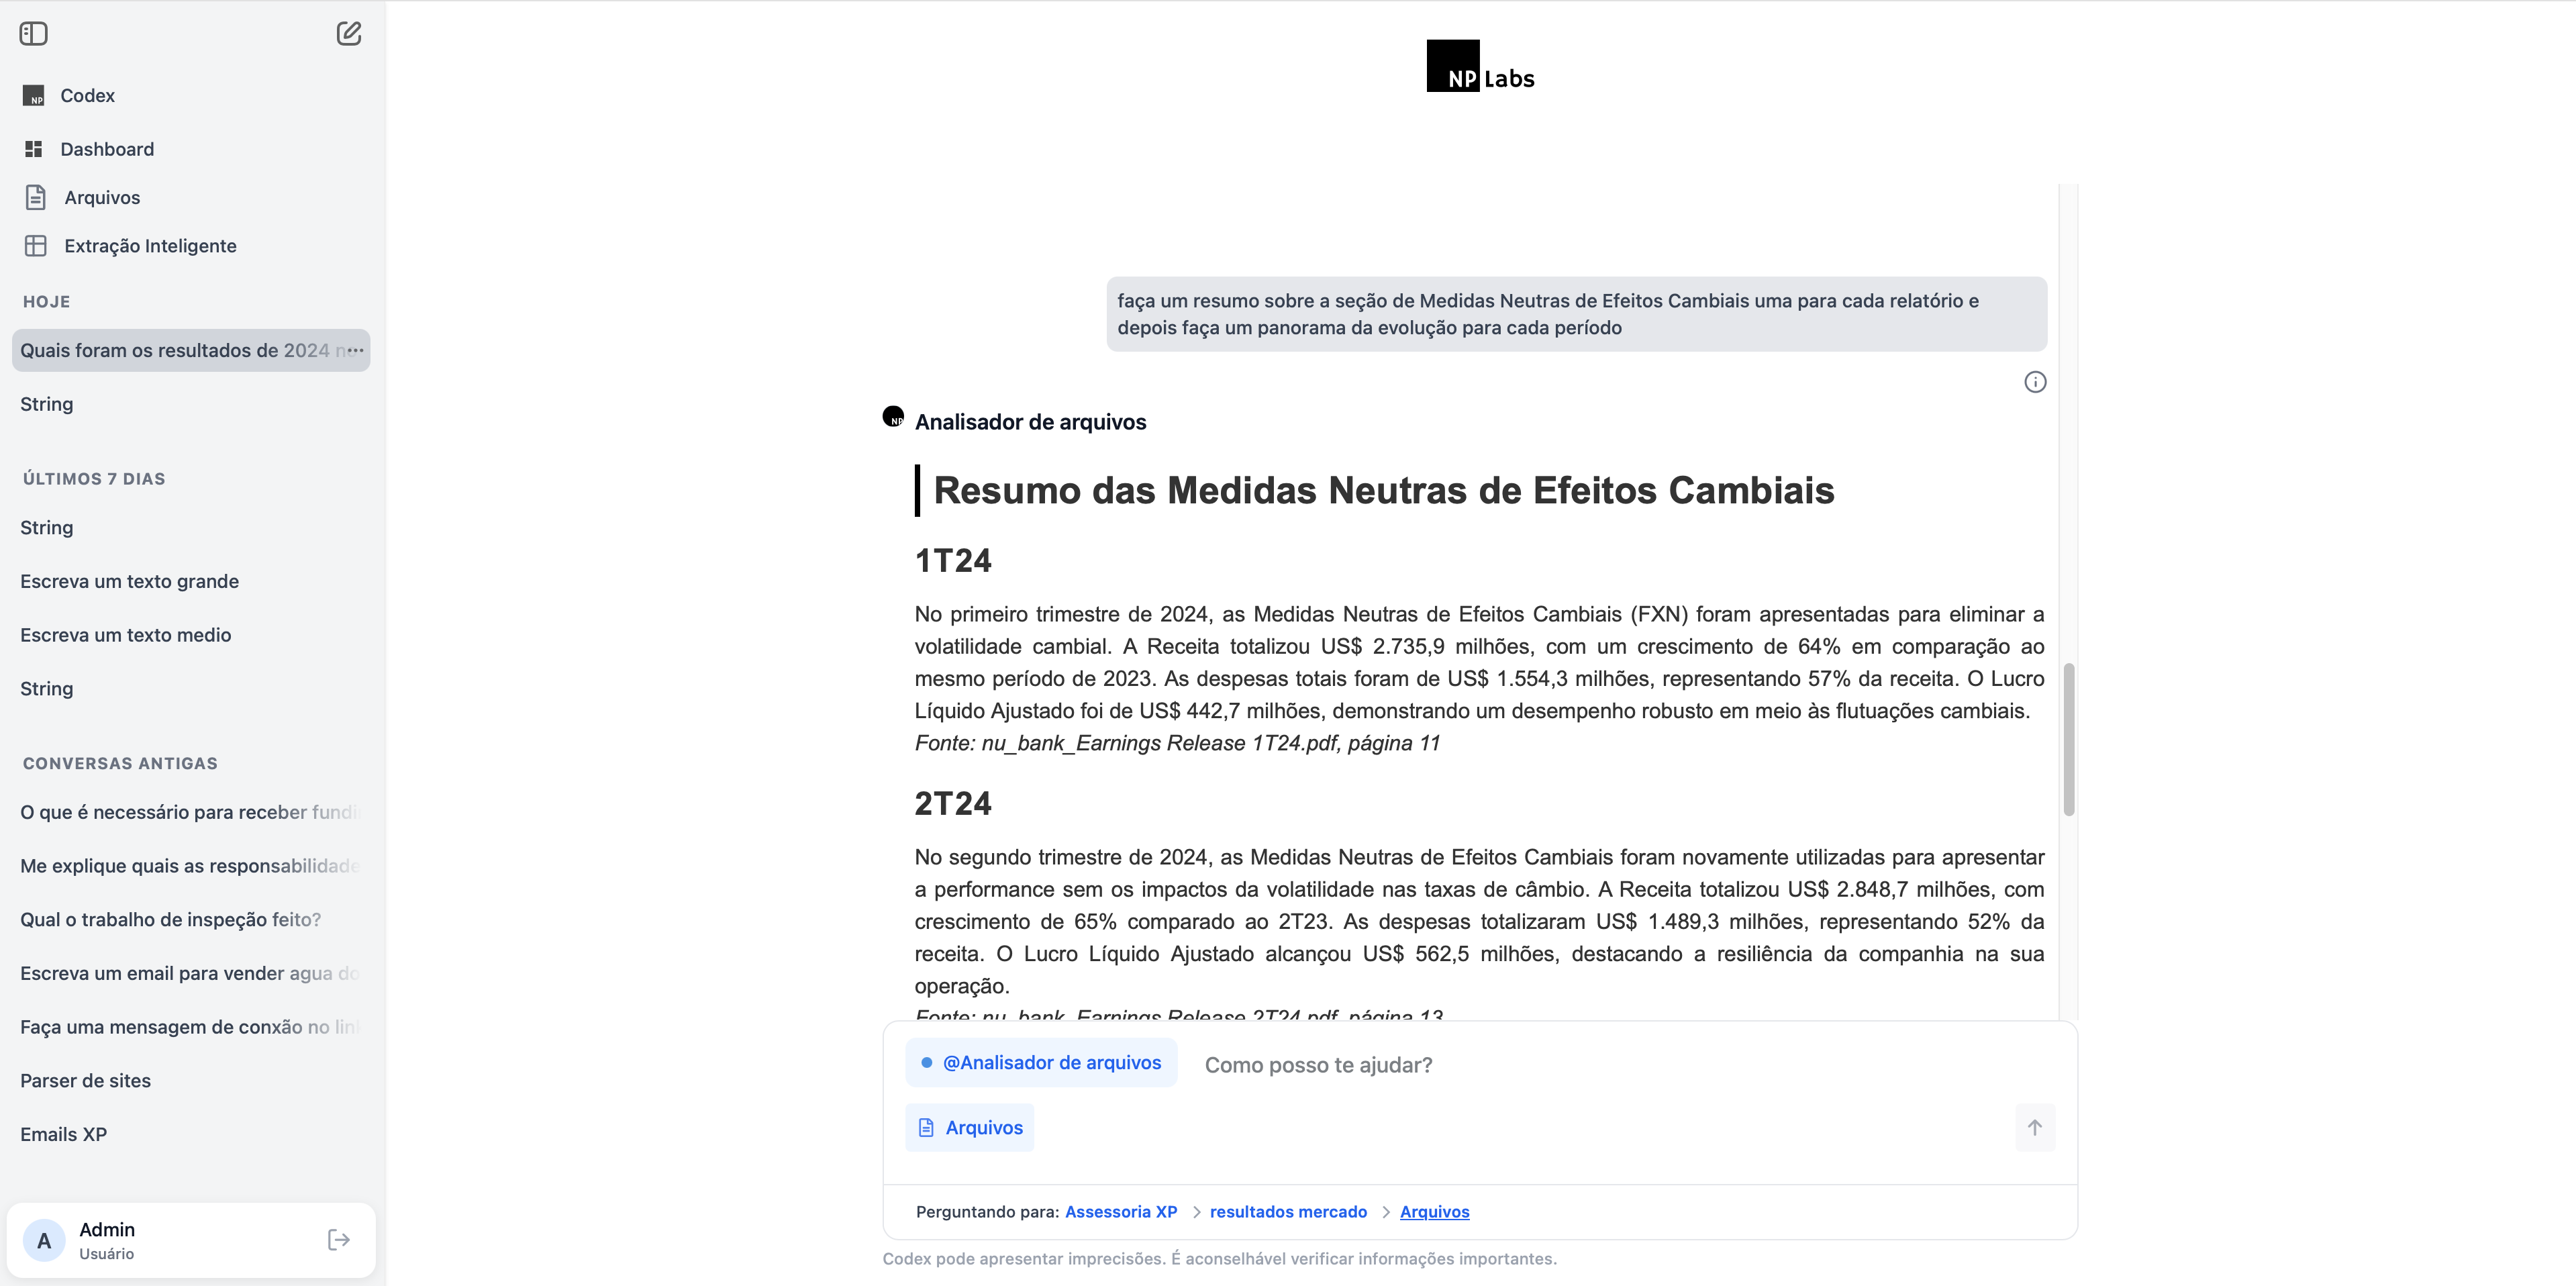 NP Labs
NP Codex
Dashboard
Arquivos
Extração Inteligente
HOJE
Quais foram os resultados de 2024 n
String
ÚLTIMOS 7 DIAS
String
Escreva um texto grande
Escreva um texto medio
String
CONVERSAS ANTIGAS
O que é necessário para receber fundi
Me explique quais as responsabilidade
Qual o trabalho de inspeção feito?
Escreva um email para vender agua do
Faça uma mensagem de conxão no lin
Parser de sites
Emails XP
A
Admin
Usuário
faça um resumo sobre a seção de Medidas Neutras de Efeitos Cambiais uma para cada relatório e
depois faça um panorama da evolução para cada período
NP Analisador de arquivos
Resumo das Medidas Neutras de Efeitos Cambiais
1T24
No primeiro trimestre de 2024, as Medidas Neutras de Efeitos Cambiais (FXN) foram apresentadas para eliminar a
volatilidade cambial. A Receita totalizou US$ 2.735,9 milhões, com um crescimento de 64% em comparação ao
mesmo período de 2023. As despesas totais foram de US$ 1.554,3 milhões, representando 57% da receita. O Lucro
Líquido Ajustado foi de US$ 442,7 milhões, demonstrando um desempenho robusto em meio às flutuações cambiais.
Fonte: nu_bank_Earnings Release 1T24.pdf, página 11
2T24
No segundo trimestre de 2024, as Medidas Neutras de Efeitos Cambiais foram novamente utilizadas para apresentar
a performance sem os impactos da volatilidade nas taxas de câmbio. A Receita totalizou US$ 2.848,7 milhões, com
crescimento de 65% comparado ao 2T23. As despesas totalizaram US$ 1.489,3 milhões, representando 52% da
receita. O Lucro Líquido Ajustado alcançou US$ 562,5 milhões, destacando a resiliência da companhia na sua
operação.
Fonte: nu_bank_Earnings Release 2T24.pdf, página 13
@Analisador de arquivos Como posso te ajudar?
Arquivos
Perguntando para: Assessoria XP > resultados mercado > Arquivos
Codex pode apresentar imprecisões. É aconselhável verificar informações importantes.